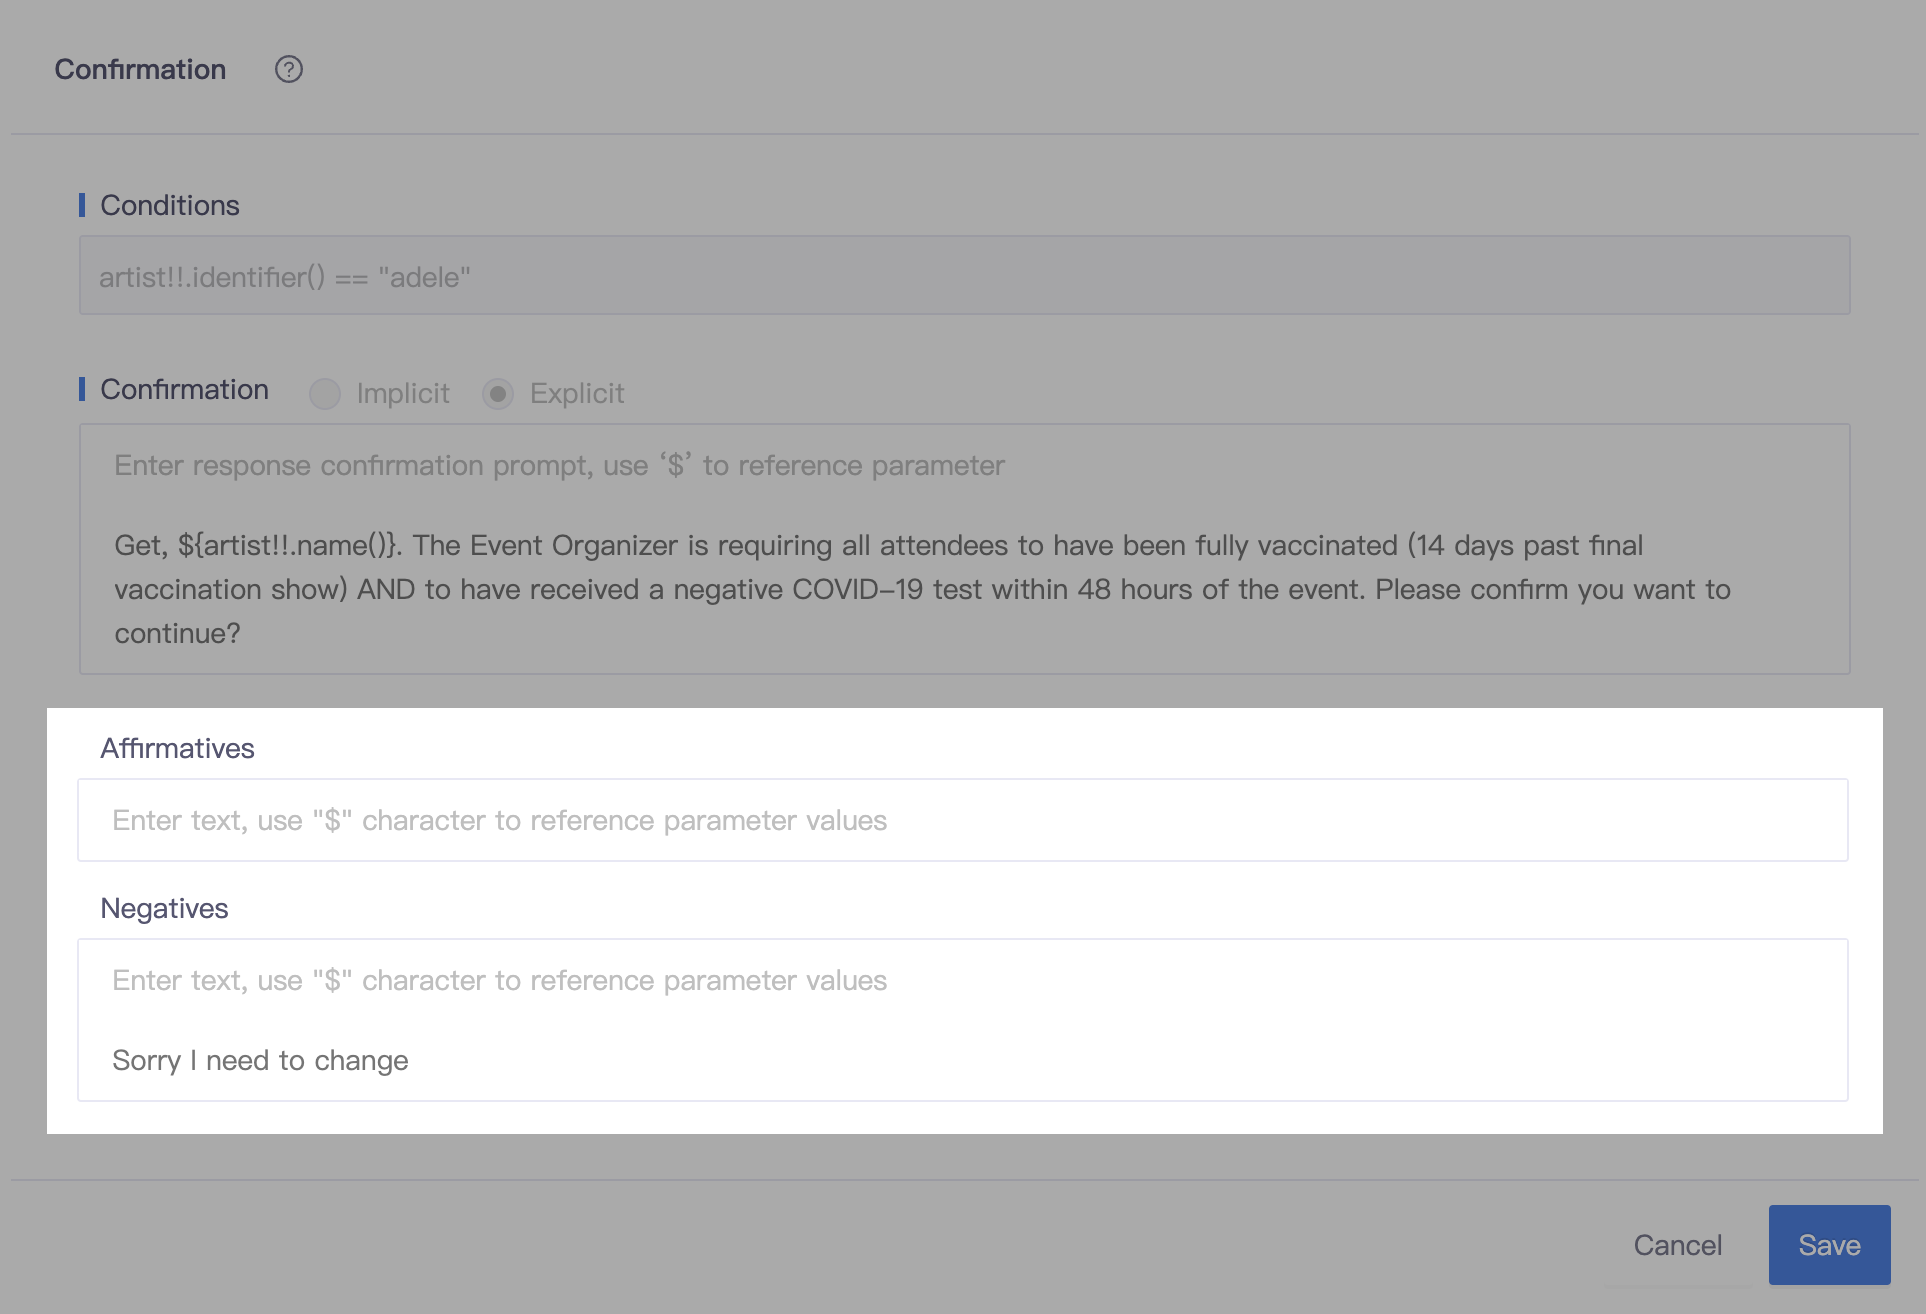 Confirmation ?
Conditions
artist!!.identifier() == "adele"
Confirmation Implicit Explicit
Enter response confirmation prompt, use ‘$’ to reference parameter
Get, ${artist!!.name()}. The Event Organizer is requiring all attendees to have been fully vaccinated (14 days past final
vaccination show) AND to have received a negative COVID–19 test within 48 hours of the event. Please confirm you want to
continue?
Affirmatives
Enter text, use "$" character to reference parameter values
Negatives
Enter text, use "$" character to reference parameter values
Sorry I need to change
Cancel Save